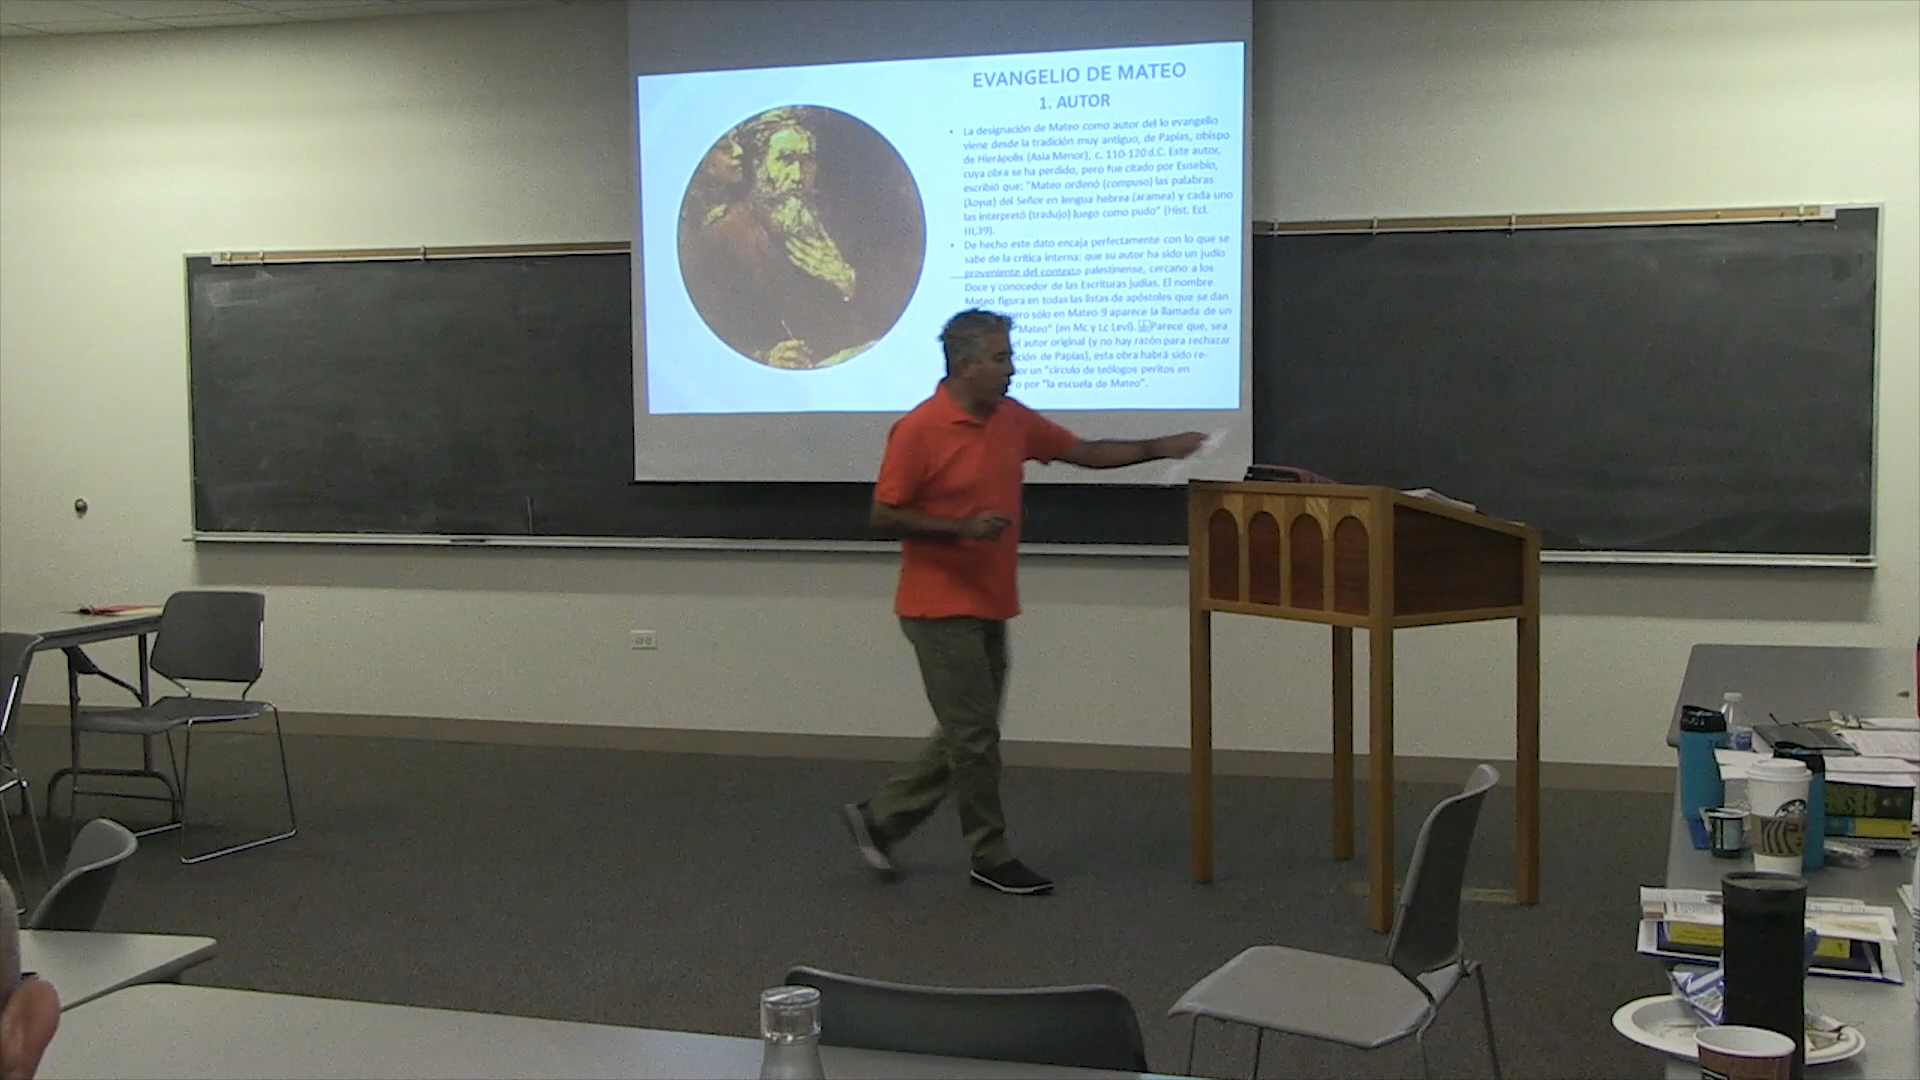 EVANGELIO DE MATEO
1. AUTOR
• La designación de Mateo como autor del lo evangelio
viene desde la tradición muy antiguo, de Papías, obispo
de Hierápolis (Asia Menor), c. 110-120 d.C. Este autor,
cuya obra se ha perdido, pero fue citado por Eusebio,
escribió que: "Mateo ordenó (compuso) las palabras
del Señor en lengua hebrea (aramea) y cada uno
las interpretó (tradujo) luego como pudo" (Hist. Ecl.
III,39).
• De hecho este dato encaja perfectamente con lo que se
sabe de la crítica interna: que su autor ha sido un judío
proveniente del contexto palestinense, cercano a los
Doce y conocedor de las Escrituras judías. El nombre
Mateo figura en todas las listas de apóstoles que se dan
pero sólo en Mateo 9 aparece la llamada de un
"Mateo" (en Mc y Lc Leví). Parece que, sea
el autor original (y no hay razón para rechazar
ción de Papías), esta obra habrá sido re-
por un "círculo de teólogos peritos en
o por "la escuela de Mateo".